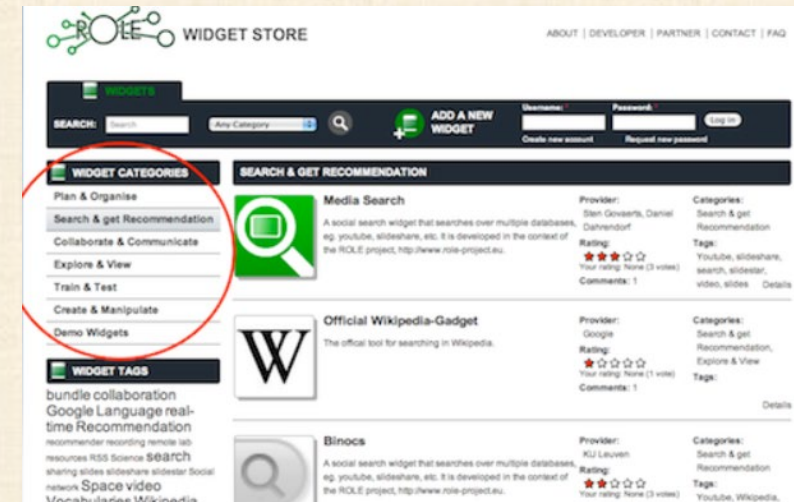 ROLE WIDGET STORE
ABOUT | DEVELOPER | PARTNER | CONTACT | FAQ
WIDGETS
SEARCH: Search
Any Category
ADD A NEW
WIDGET
Username: *
Password: *
Log in
Create new account
Request new password
WIDGET CATEGORIES
Plan & Organise
Search & get Recommendation
Collaborate & Communicate
Explore & View
Train & Test
Create & Manipulate
Demo Widgets
WIDGET TAGS
bundle collaboration
Google Language real-
time Recommendation
recommender recording remote lab
resources RSS Science search
sharing slides slideshare slidestar Social
network Space video
Vocabularies Wikipedia
SEARCH & GET RECOMMENDATION
Media Search
A social search widget that searches over multiple databases,
eg. youtube, slideshare, etc. It is developed in the context of
the ROLE project, http://www.role-project.eu.
Provider:
Sten Govaerts, Daniel
Dahrendorf
Rating:
Your rating: None (3 votes)
Comments: 1
Categories:
Search & get
Recommendation
Tags:
Youtube, slideshare,
search, slidestar,
video, slides
Details
Official Wikipedia-Gadget
The offical tool for searching in Wikipedia.
Provider:
Google
Rating:
Your rating: None (1 vote)
Comments: 1
Categories:
Search & get
Recommendation,
Explore & View
Tags:
Details
Binocs
A social search widget that searches over multiple databases,
eg. youtube, slideshare, etc. It is developed in the context of
the ROLE project, http://www.role-project.eu.
Provider:
KU Leuven
Rating:
Your rating: None (3 votes)
Categories:
Search & get
Recommendation
Tags:
Youtube, Wikipedia,